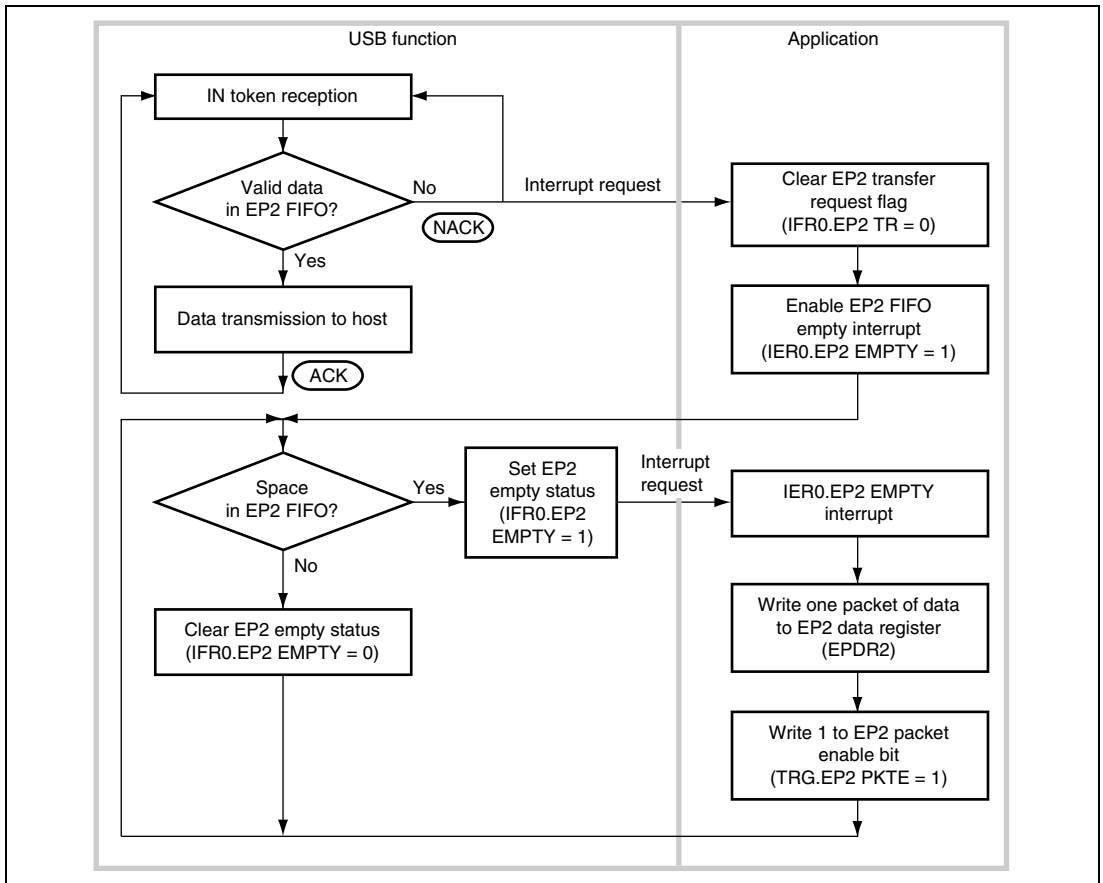 USB function
Application
IN token reception
Valid data
in EP2 FIFO?
No
NACK
Interrupt request
Clear EP2 transfer
request flag
(IFR0.EP2 TR = 0)
Yes
Data transmission to host
ACK
Enable EP2 FIFO
empty interrupt
(IER0.EP2 EMPTY = 1)
Space
in EP2 FIFO?
Yes
Set EP2
empty status
(IFR0.EP2
EMPTY = 1)
Interrupt
request
IER0.EP2 EMPTY
interrupt
No
Clear EP2 empty status
(IFR0.EP2 EMPTY = 0)
Write one packet of data
to EP2 data register
(EPDR2)
Write 1 to EP2 packet
enable bit
(TRG.EP2 PKTE = 1)